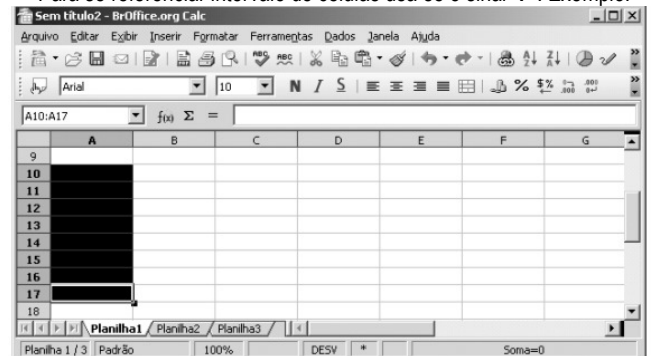 Para se referenciar intervalo de células usa-se o sinal ":". Exemplo:
Sem título2 - BrOffice.org Calc
Arquivo Editar Exibir Inserir Formatar Ferramentas Dados Janela Ajuda
Arial 10 N I S
A10:A17 f(x) Σ =
A B C D E F G
9
10
11
12
13
14
15
16
17
18
Planilha1 Planilha2 Planilha3
Planilha 1 / 3 Padrão 100% DESV * Soma=0